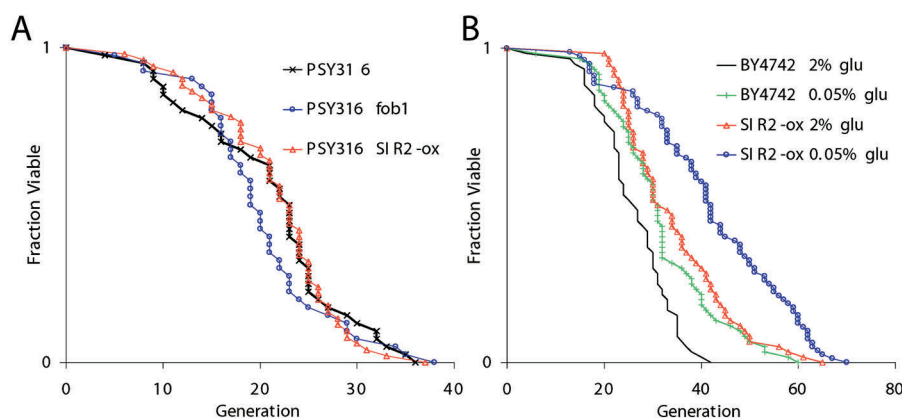 A
1
Fraction Viable
0
0 10 20 30 40
Generation
PSY31 6
PSY316 fob1
PSY316 SI R2 -ox
B
1
Fraction Viable
0
0 20 40 60 80
Generation
BY4742 2% glu
BY4742 0.05% glu
SI R2 -ox 2% glu
SI R2 -ox 0.05% glu